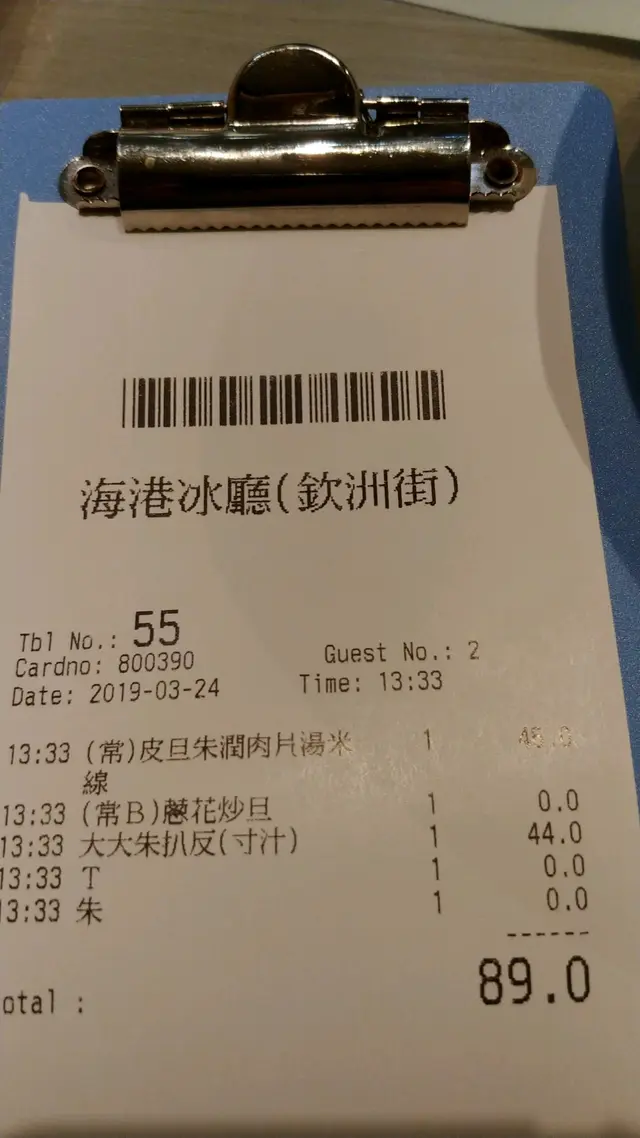 海港冰廳(欽洲街)
Tbl No.: 55
Cardno: 800390 Guest No.: 2
Date: 2019-03-24 Time: 13:33
13:33 (常)皮旦朱潤肉片湯米 1 45.0
線
13:33 (常B)蔥花炒旦 1 0.0
13:33 大大朱扒反(寸汁) 1 44.0
13:33 T 1 0.0
13:33 朱 1 0.0
------
otal : 89.0